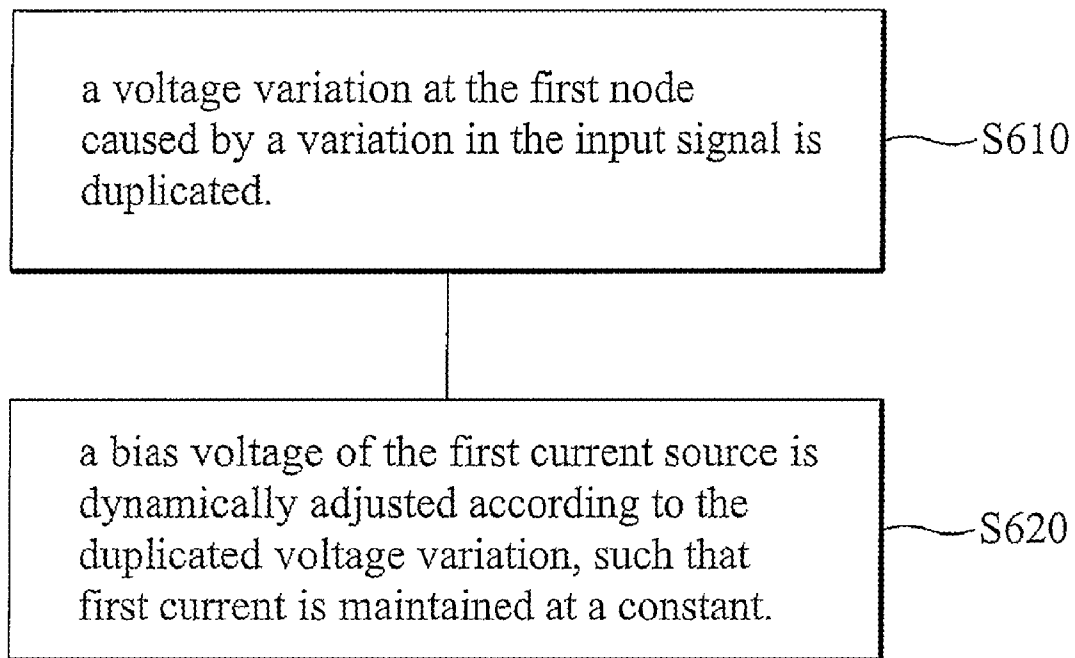 a voltage variation at the first node
caused by a variation in the input signal is
duplicated.
S610
a bias voltage of the first current source is
dynamically adjusted according to the
duplicated voltage variation, such that
first current is maintained at a constant.
S620